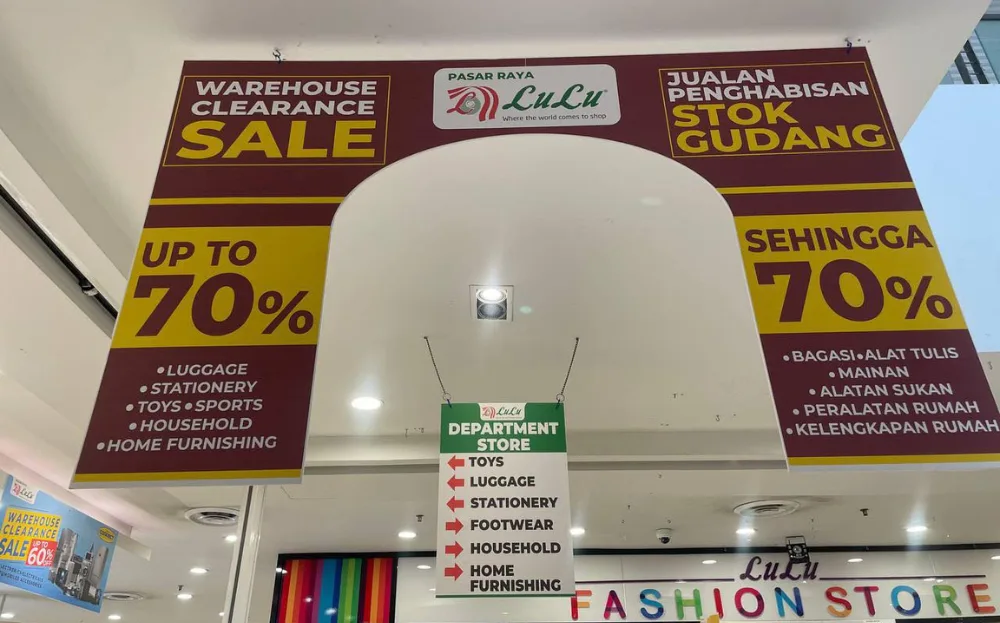 WAREHOUSE
CLEARANCE
SALE
UP TO
70%
• LUGGAGE
• STATIONERY
• TOYS • SPORTS
• HOUSEHOLD
• HOME FURNISHING
PASAR RAYA
LuLu
Where the world comes to shop
JUALAN
PENGHABISAN
STOK
GUDANG
SEHINGGA
70%
• BAGASI • ALAT TULIS
• MAINAN
• ALATAN SUKAN
• PERALATAN RUMAH
• KELENGKAPAN RUMAH
LuLu
DEPARTMENT
STORE
TOYS
LUGGAGE
STATIONERY
FOOTWEAR
HOUSEHOLD
HOME
FURNISHING
LuLu
WAREHOUSE
CLEARANCE
SALE
UP TO
60%
LuLu
FASHION STORE